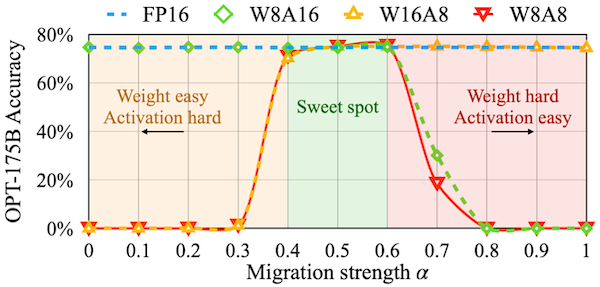 FP16 W8A16 W16A8 W8A8
80%
60%
40%
20%
0%
OPT-175B Accuracy
Weight easy
Activation hard
Sweet spot
Weight hard
Activation easy
0 0.1 0.2 0.3 0.4 0.5 0.6 0.7 0.8 0.9 1
Migration strength α